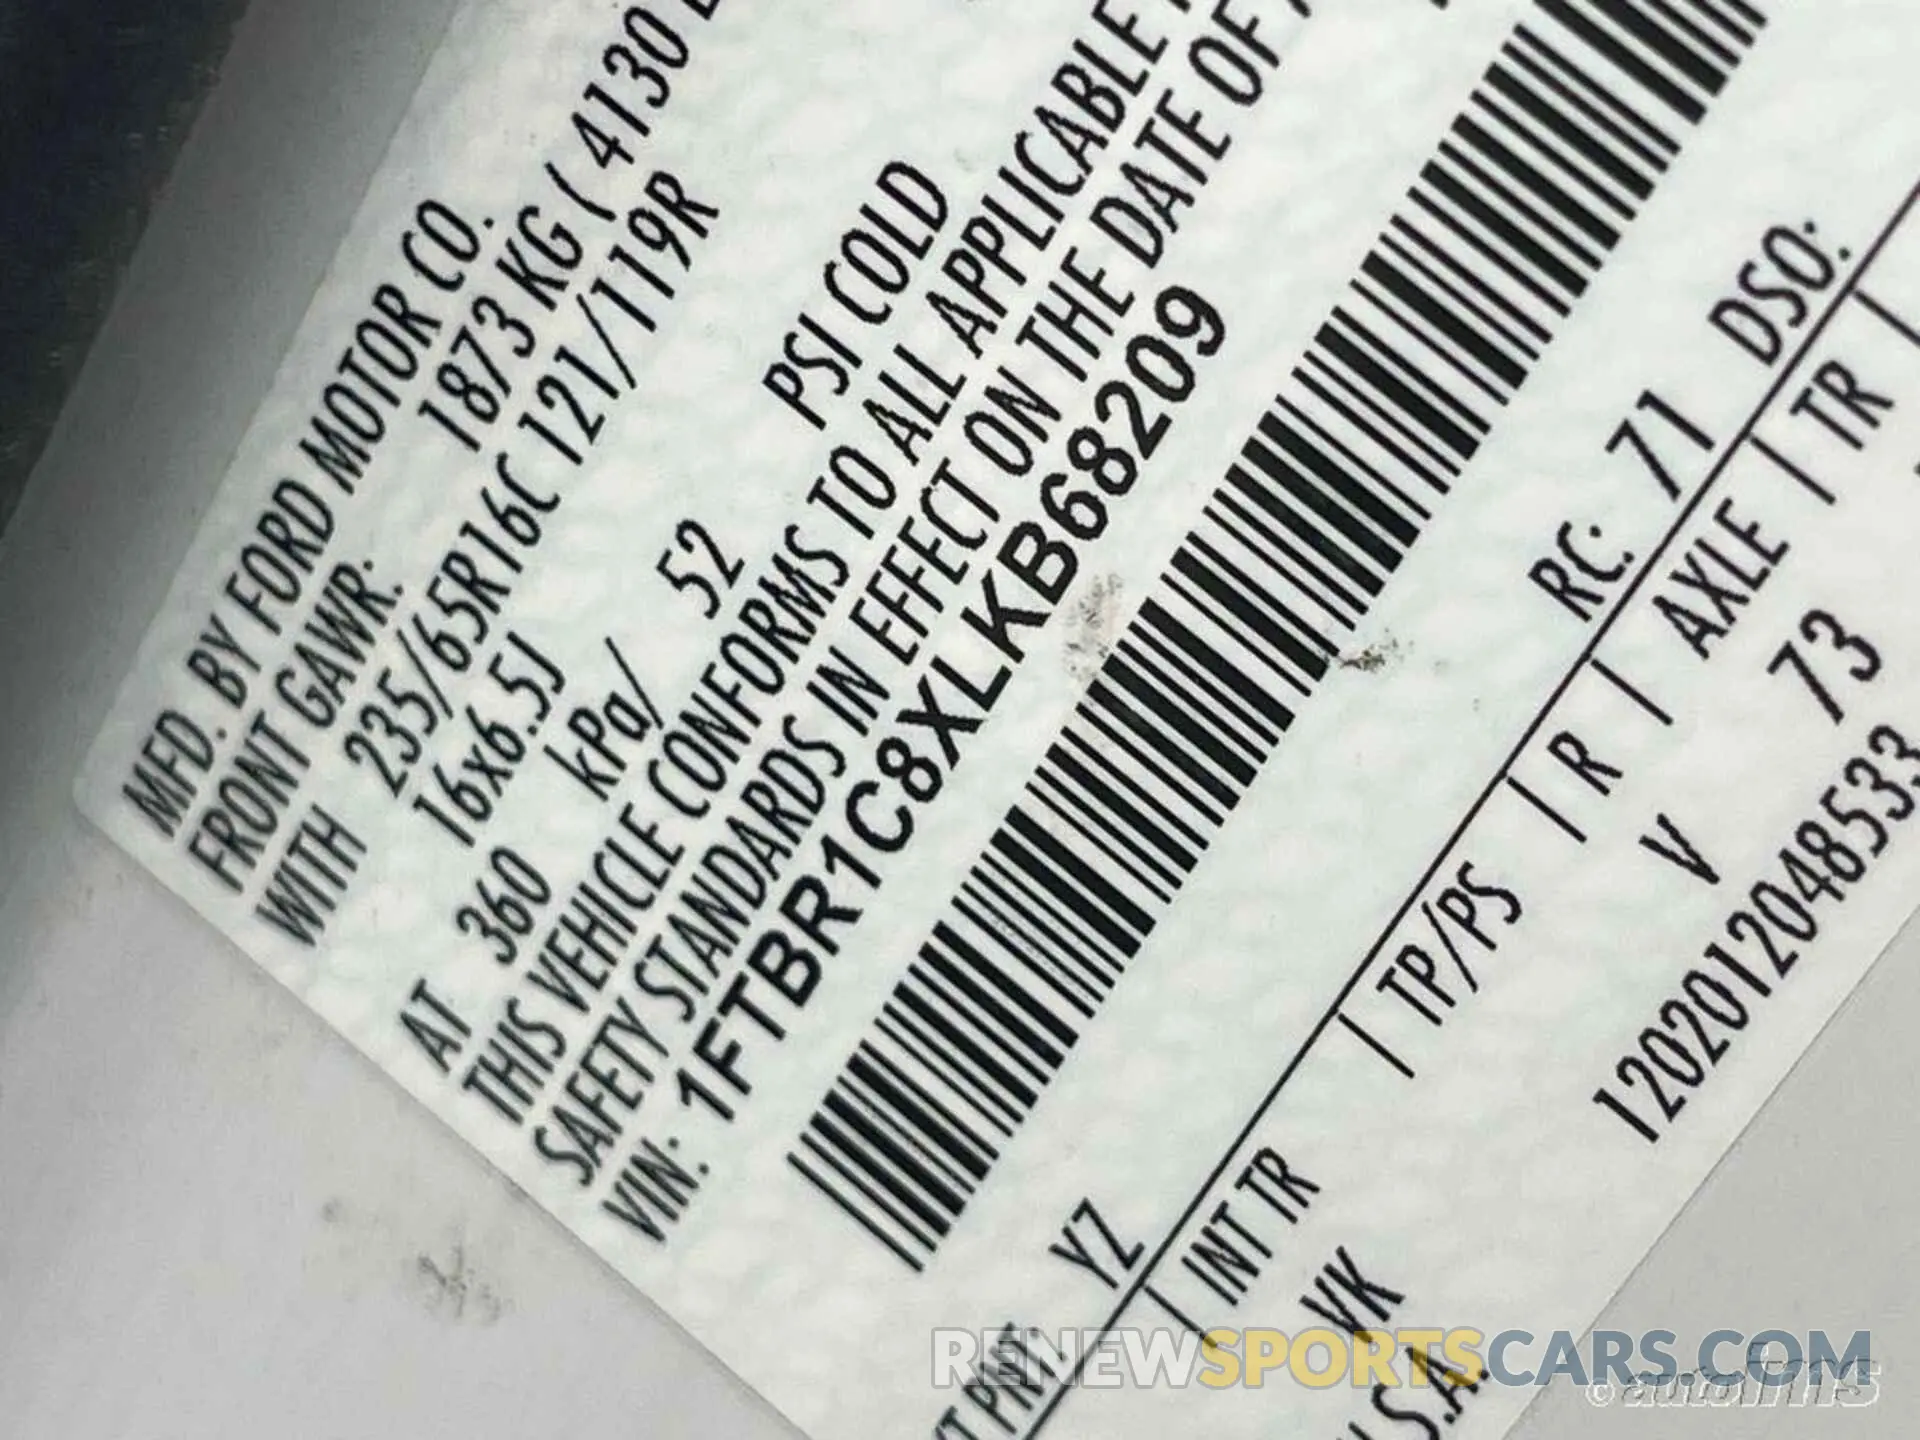 MFD. BY FORD MOTOR CO.
FRONT GAWR: 1873 KG ( 4130
WITH 235/65R16C 121/119R
16x6.5J
AT 360 kPa/ 52 PSI COLD
THIS VEHICLE CONFORMS TO ALL APPLICABLE
SAFETY STANDARDS IN EFFECT ON THE DATE OF
VIN: 1FTBR1C8XLKB68209
PNT: YZ RC: 71 DSO:
| INT TR | TP/PS | R | AXLE | TR |
VK V 73
U.S.A. 1202012048533
RENEWSPORTSCARS.COM
© autobidmaster